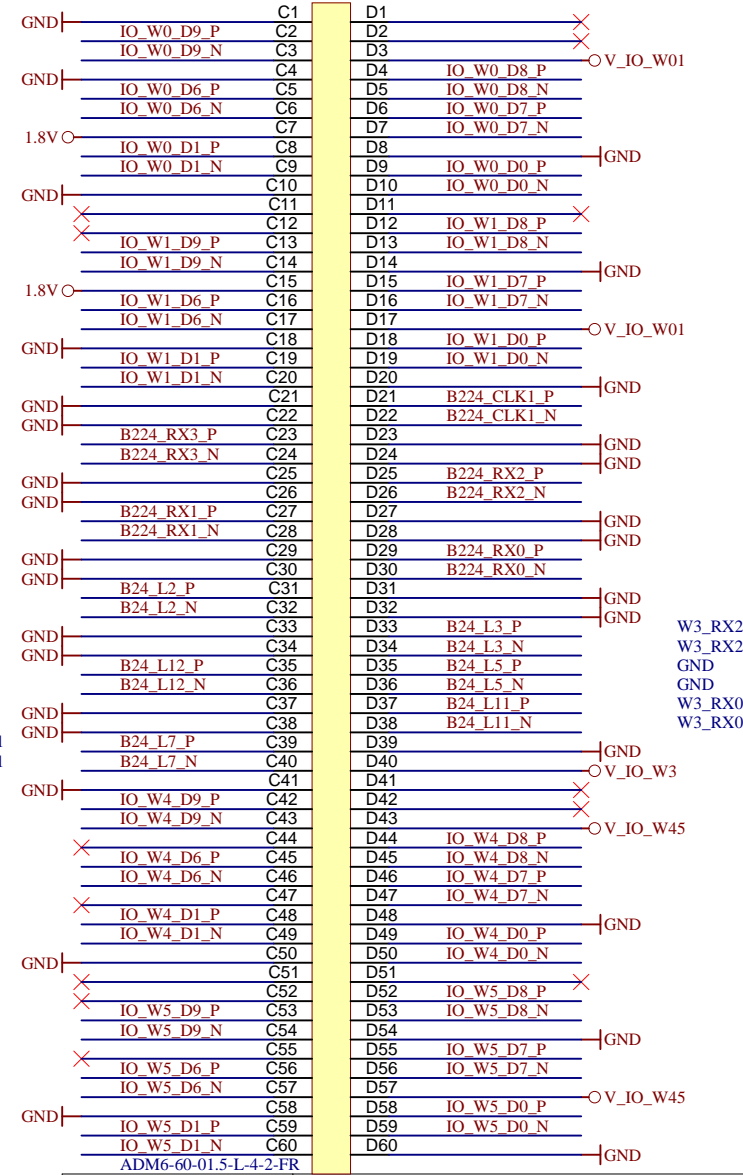 GND C1 D1
IO_W0_D9_P C2 D2
IO_W0_D9_N C3 D3 V_IO_W01
GND C4 D4 IO_W0_D8_P
IO_W0_D6_P C5 D5 IO_W0_D8_N
IO_W0_D6_N C6 D6 IO_W0_D7_P
1.8V C7 D7 IO_W0_D7_N
IO_W0_D1_P C8 D8 GND
IO_W0_D1_N C9 D9 IO_W0_D0_P
GND C10 D10 IO_W0_D0_N
C11 D11
C12 D12 IO_W1_D8_P
IO_W1_D9_P C13 D13 IO_W1_D8_N
IO_W1_D9_N C14 D14 GND
1.8V C15 D15 IO_W1_D7_P
IO_W1_D6_P C16 D16 IO_W1_D7_N
IO_W1_D6_N C17 D17 V_IO_W01
GND C18 D18 IO_W1_D0_P
IO_W1_D1_P C19 D19 IO_W1_D0_N
IO_W1_D1_N C20 D20 GND
GND C21 D21 B224_CLK1_P
GND C22 D22 B224_CLK1_N
B224_RX3_P C23 D23 GND
B224_RX3_N C24 D24 GND
GND C25 D25 B224_RX2_P
GND C26 D26 B224_RX2_N
B224_RX1_P C27 D27 GND
B224_RX1_N C28 D28 GND
GND C29 D29 B224_RX0_P
GND C30 D30 B224_RX0_N
B24_L2_P C31 D31 GND
B24_L2_N C32 D32 GND
GND C33 D33 B24_L3_P W3_RX2
GND C34 D34 B24_L3_N W3_RX2
B24_L12_P C35 D35 B24_L5_P GND
B24_L12_N C36 D36 B24_L5_N GND
GND C37 D37 B24_L11_P W3_RX0
GND C38 D38 B24_L11_N W3_RX0
B24_L7_P C39 D39 GND
B24_L7_N C40 D40 V_IO_W3
GND C41 D41
IO_W4_D9_P C42 D42
IO_W4_D9_N C43 D43 V_IO_W45
C44 D44 IO_W4_D8_P
IO_W4_D6_P C45 D45 IO_W4_D8_N
IO_W4_D6_N C46 D46 IO_W4_D7_P
C47 D47 IO_W4_D7_N
IO_W4_D1_P C48 D48 GND
IO_W4_D1_N C49 D49 IO_W4_D0_P
GND C50 D50 IO_W4_D0_N
C51 D51
C52 D52 IO_W5_D8_P
IO_W5_D9_P C53 D53 IO_W5_D8_N
IO_W5_D9_N C54 D54 GND
C55 D55 IO_W5_D7_P
IO_W5_D6_P C56 D56 IO_W5_D7_N
IO_W5_D6_N C57 D57 V_IO_W45
GND C58 D58 IO_W5_D0_P
IO_W5_D1_P C59 D59 IO_W5_D0_N
IO_W5_D1_N C60 D60 GND
ADM6-60-01.5-L-4-2-FR